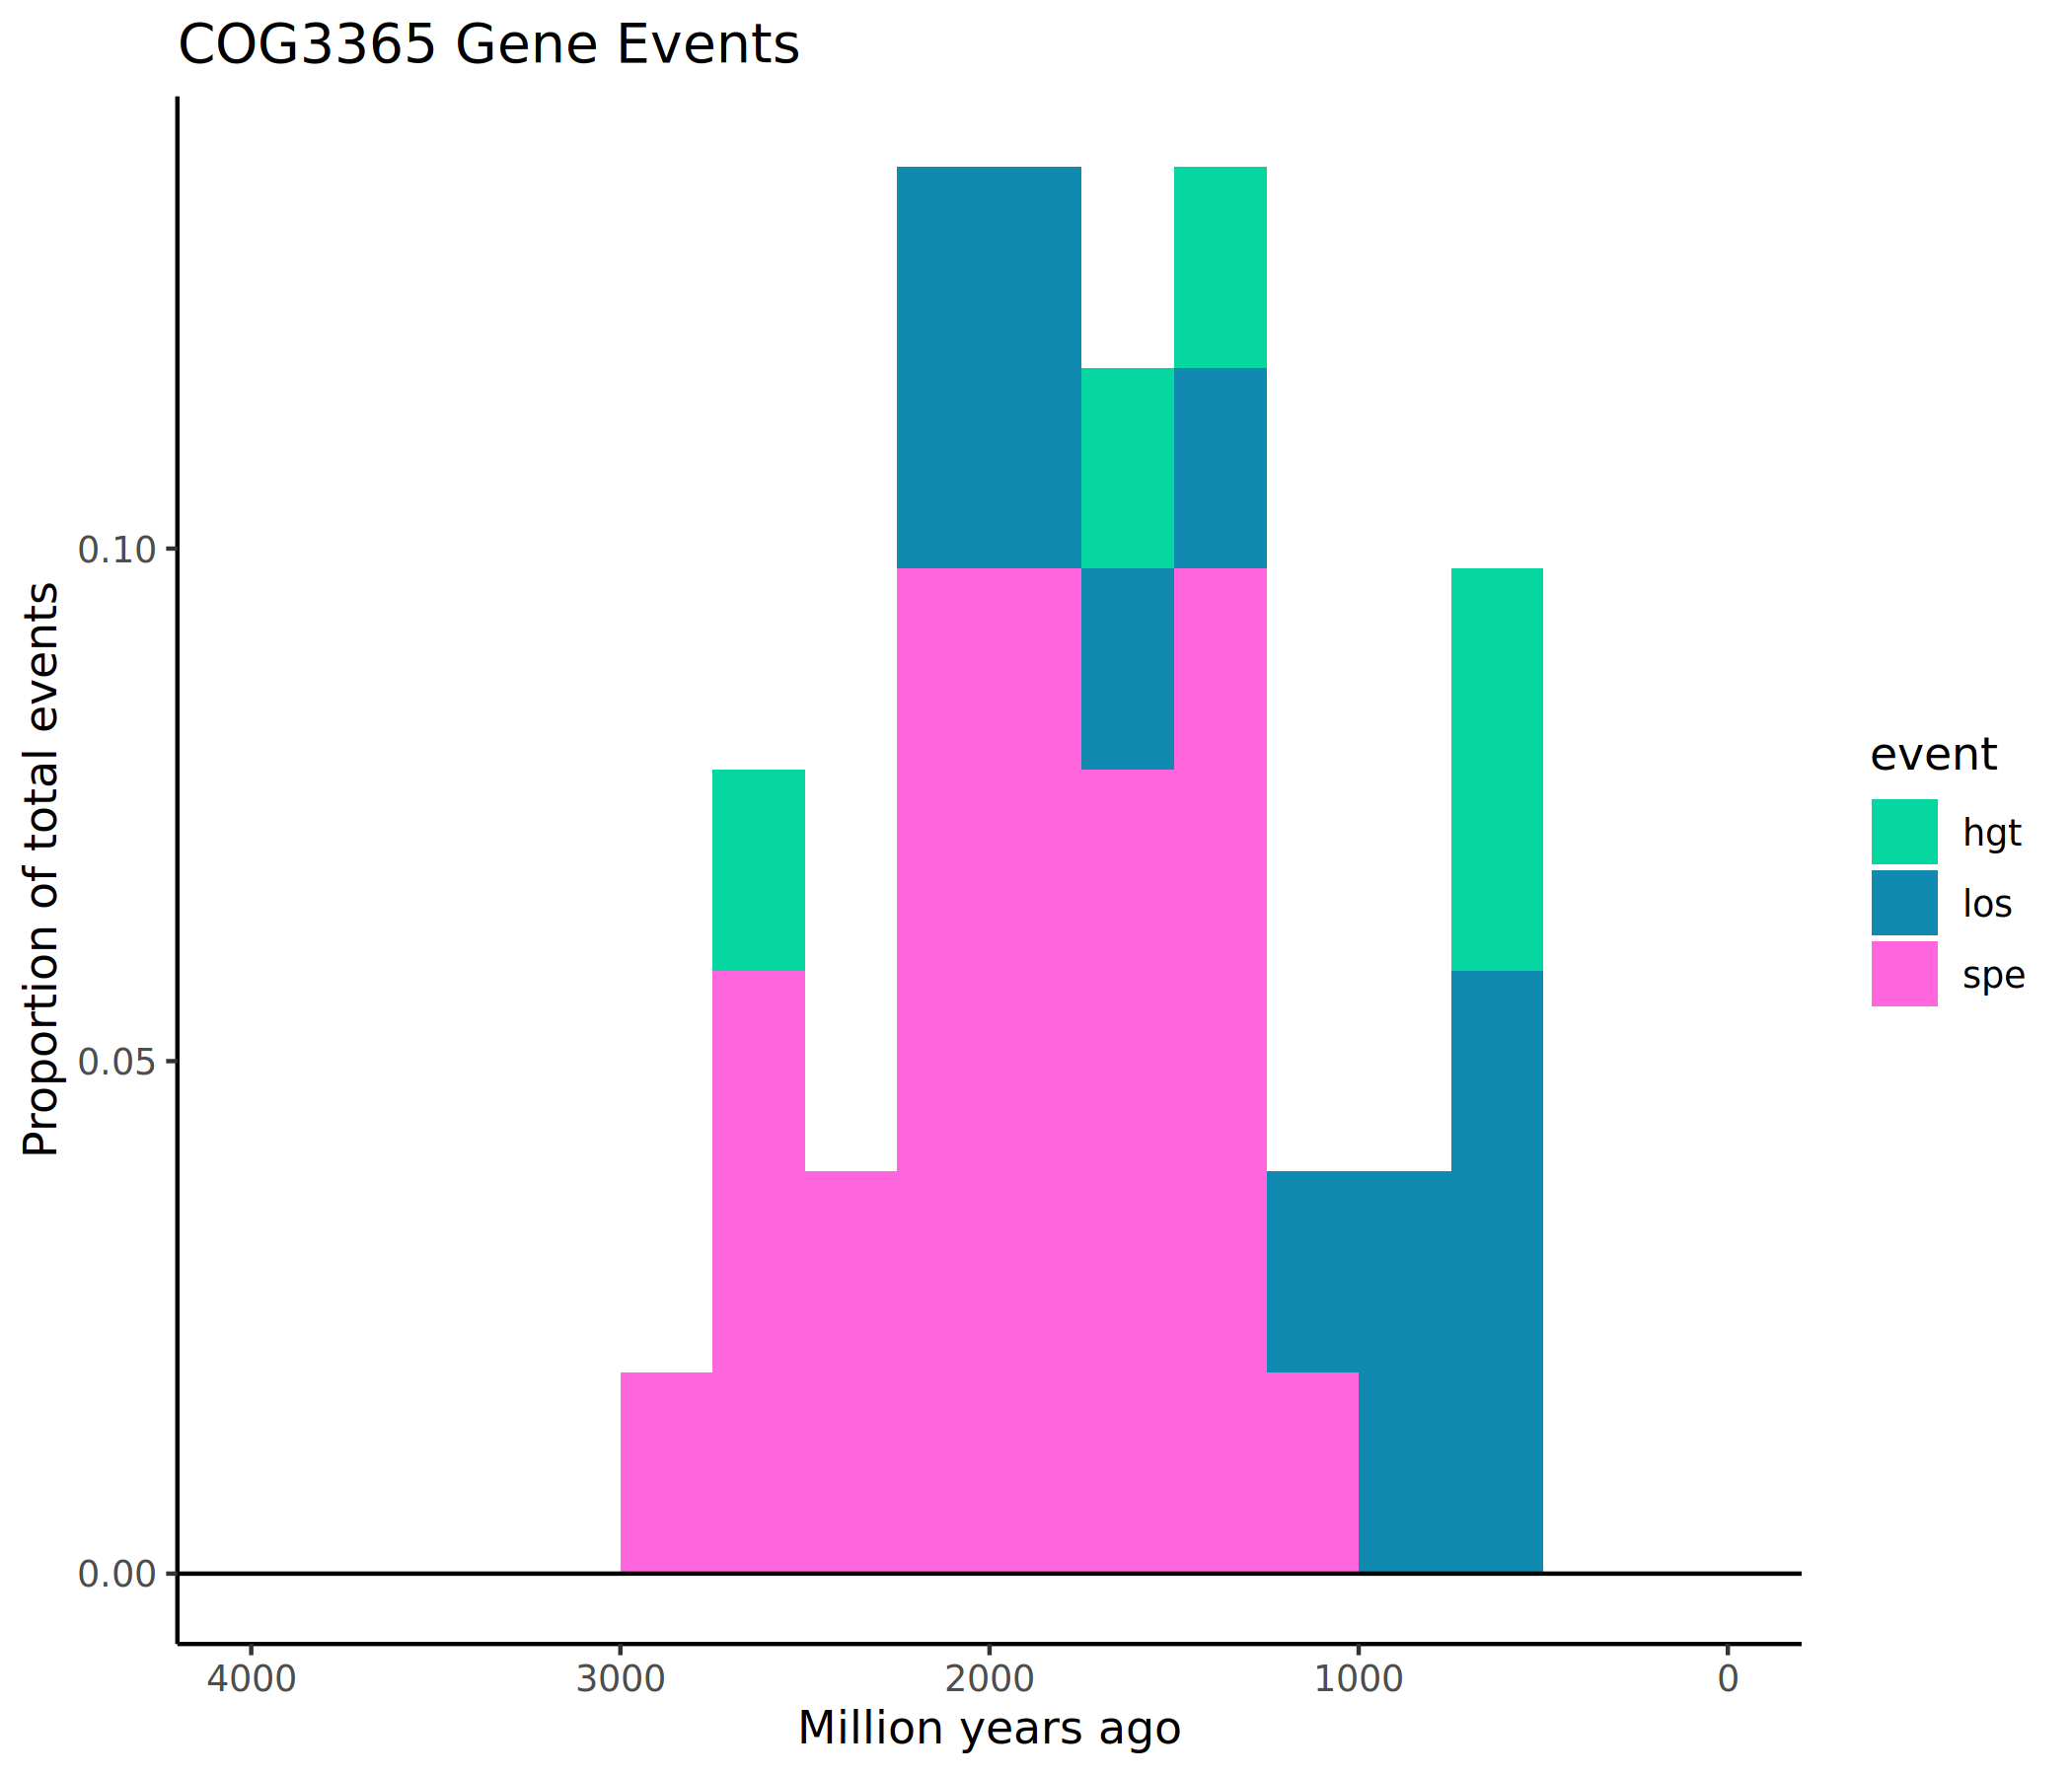 COG3365 Gene Events
Proportion of total events
0.10
0.05
0.00
4000 3000 2000 1000 0
Million years ago
event
hgt
los
spe